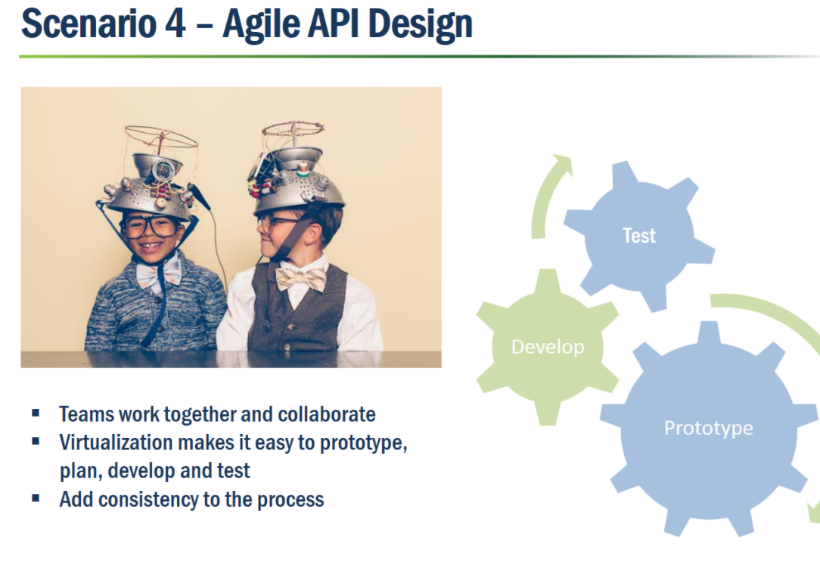 Scenario 4 – Agile API Design
Test
Develop
Prototype
▪ Teams work together and collaborate
▪ Virtualization makes it easy to prototype,
plan, develop and test
▪ Add consistency to the process